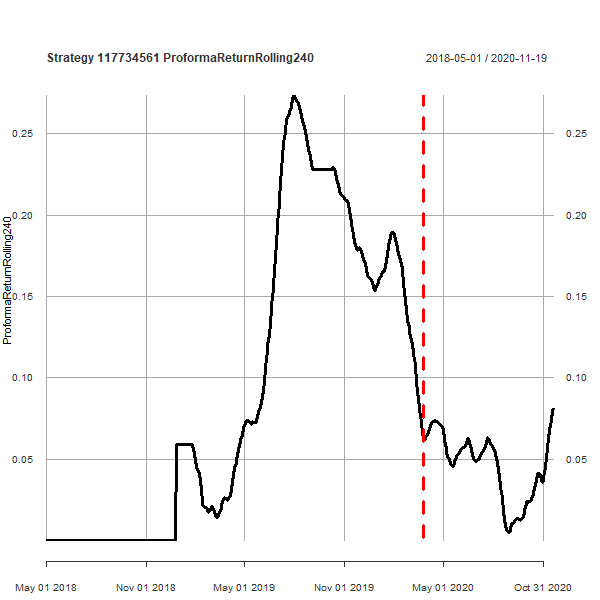 Strategy 117734561 ProformaReturnRolling240
2018-05-01 / 2020-11-19
ProformaReturnRolling240
0.25
0.20
0.15
0.10
0.05
0.25
0.20
0.15
0.10
0.05
May 01 2018
Nov 01 2018
May 01 2019
Nov 01 2019
May 01 2020
Oct 31 2020